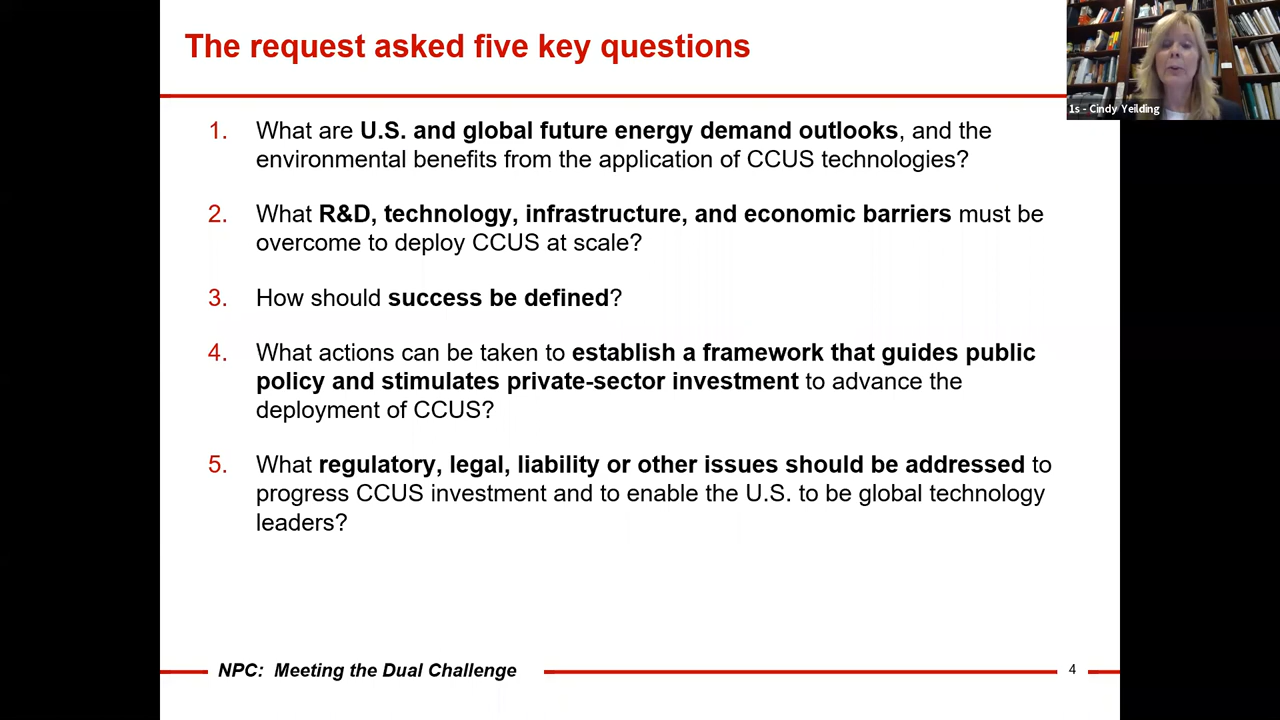 The request asked five key questions
1s - Cindy Yeilding
1. What are U.S. and global future energy demand outlooks, and the
environmental benefits from the application of CCUS technologies?
2. What R&D, technology, infrastructure, and economic barriers must be
overcome to deploy CCUS at scale?
3. How should success be defined?
4. What actions can be taken to establish a framework that guides public
policy and stimulates private-sector investment to advance the
deployment of CCUS?
5. What regulatory, legal, liability or other issues should be addressed to
progress CCUS investment and to enable the U.S. to be global technology
leaders?
NPC: Meeting the Dual Challenge
4